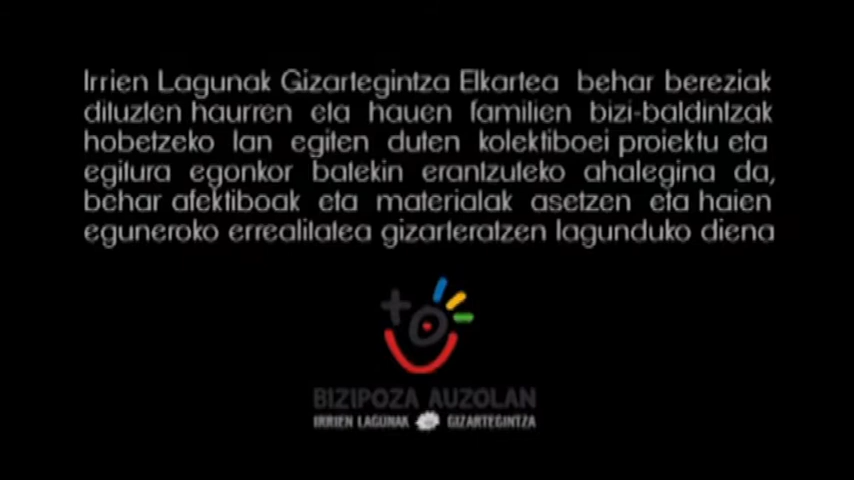 Irrien Lagunak Gizartegintza Elkartea behar bereziak
dituzten haurren eta hauen familien bizi-baldintzak
hobetzeko lan egiten duten kolektiboei proiektu eta
egitura egonkor batekin erantzuteko ahalegina da,
behar afektiboak eta materialak asetzen eta haien
eguneroko errealitatea gizarteratzen lagunduko diena
BIZIPOZA AUZOLAN
IRRIEN LAGUNAK GIZARTEGINTZA